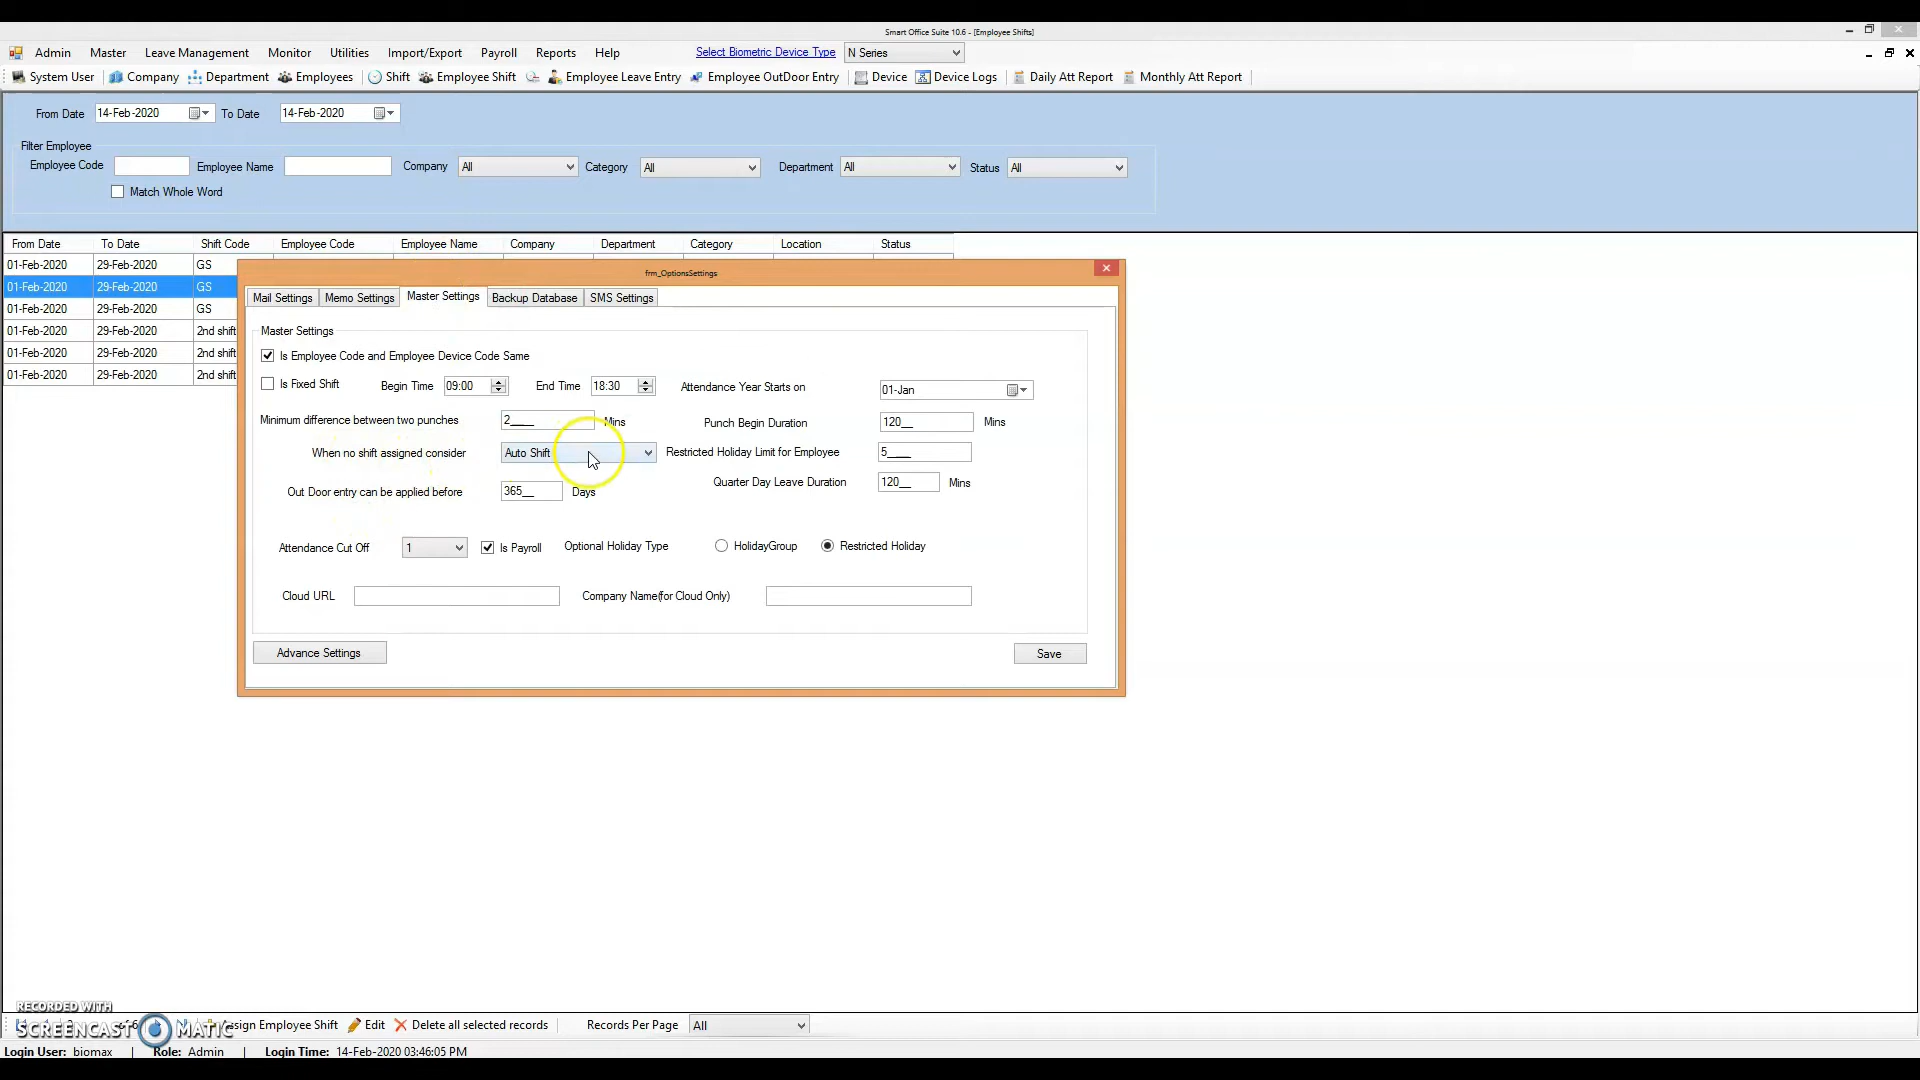 Smart Office Suite 10.6 - [Employee Shifts]
Admin Master Leave Management Monitor Utilities Import/Export Payroll Reports Help Select Biometric Device Type N Series
System User Company Department Employees Shift Employee Shift Employee Leave Entry Employee OutDoor Entry Device Device Logs Daily Att Report Monthly Att Report
From Date 14-Feb-2020 To Date 14-Feb-2020
Filter Employee
Employee Code Employee Name Company All Category All Department All Status All
Match Whole Word
From Date To Date Shift Code Employee Code Employee Name Company Department Category Location Status
01-Feb-2020 29-Feb-2020 GS
01-Feb-2020 29-Feb-2020 GS
01-Feb-2020 29-Feb-2020 GS
01-Feb-2020 29-Feb-2020 2nd shift
01-Feb-2020 29-Feb-2020 2nd shift
01-Feb-2020 29-Feb-2020 2nd shift
frm_OptionsSettings
Mail Settings Memo Settings Master Settings Backup Database SMS Settings
Master Settings
Is Employee Code and Employee Device Code Same
Is Fixed Shift Begin Time 09:00 End Time 18:30 Attendance Year Starts on 01-Jan
Minimum difference between two punches 2____ Mins Punch Begin Duration 120__ Mins
When no shift assigned consider Auto Shift Restricted Holiday Limit for Employee 5____
Out Door entry can be applied before 365__ Days Quarter Day Leave Duration 120__ Mins
Attendance Cut Off 1 Is Payroll Optional Holiday Type HolidayGroup Restricted Holiday
Cloud URL Company Name(for Cloud Only)
Advance Settings Save
RECORDED WITH
SCREENCAST MATIC
of 6 Assign Employee Shift Edit Delete all selected records Records Per Page All
Login User: biomax | Role: Admin | Login Time: 14-Feb-2020 03:46:05 PM